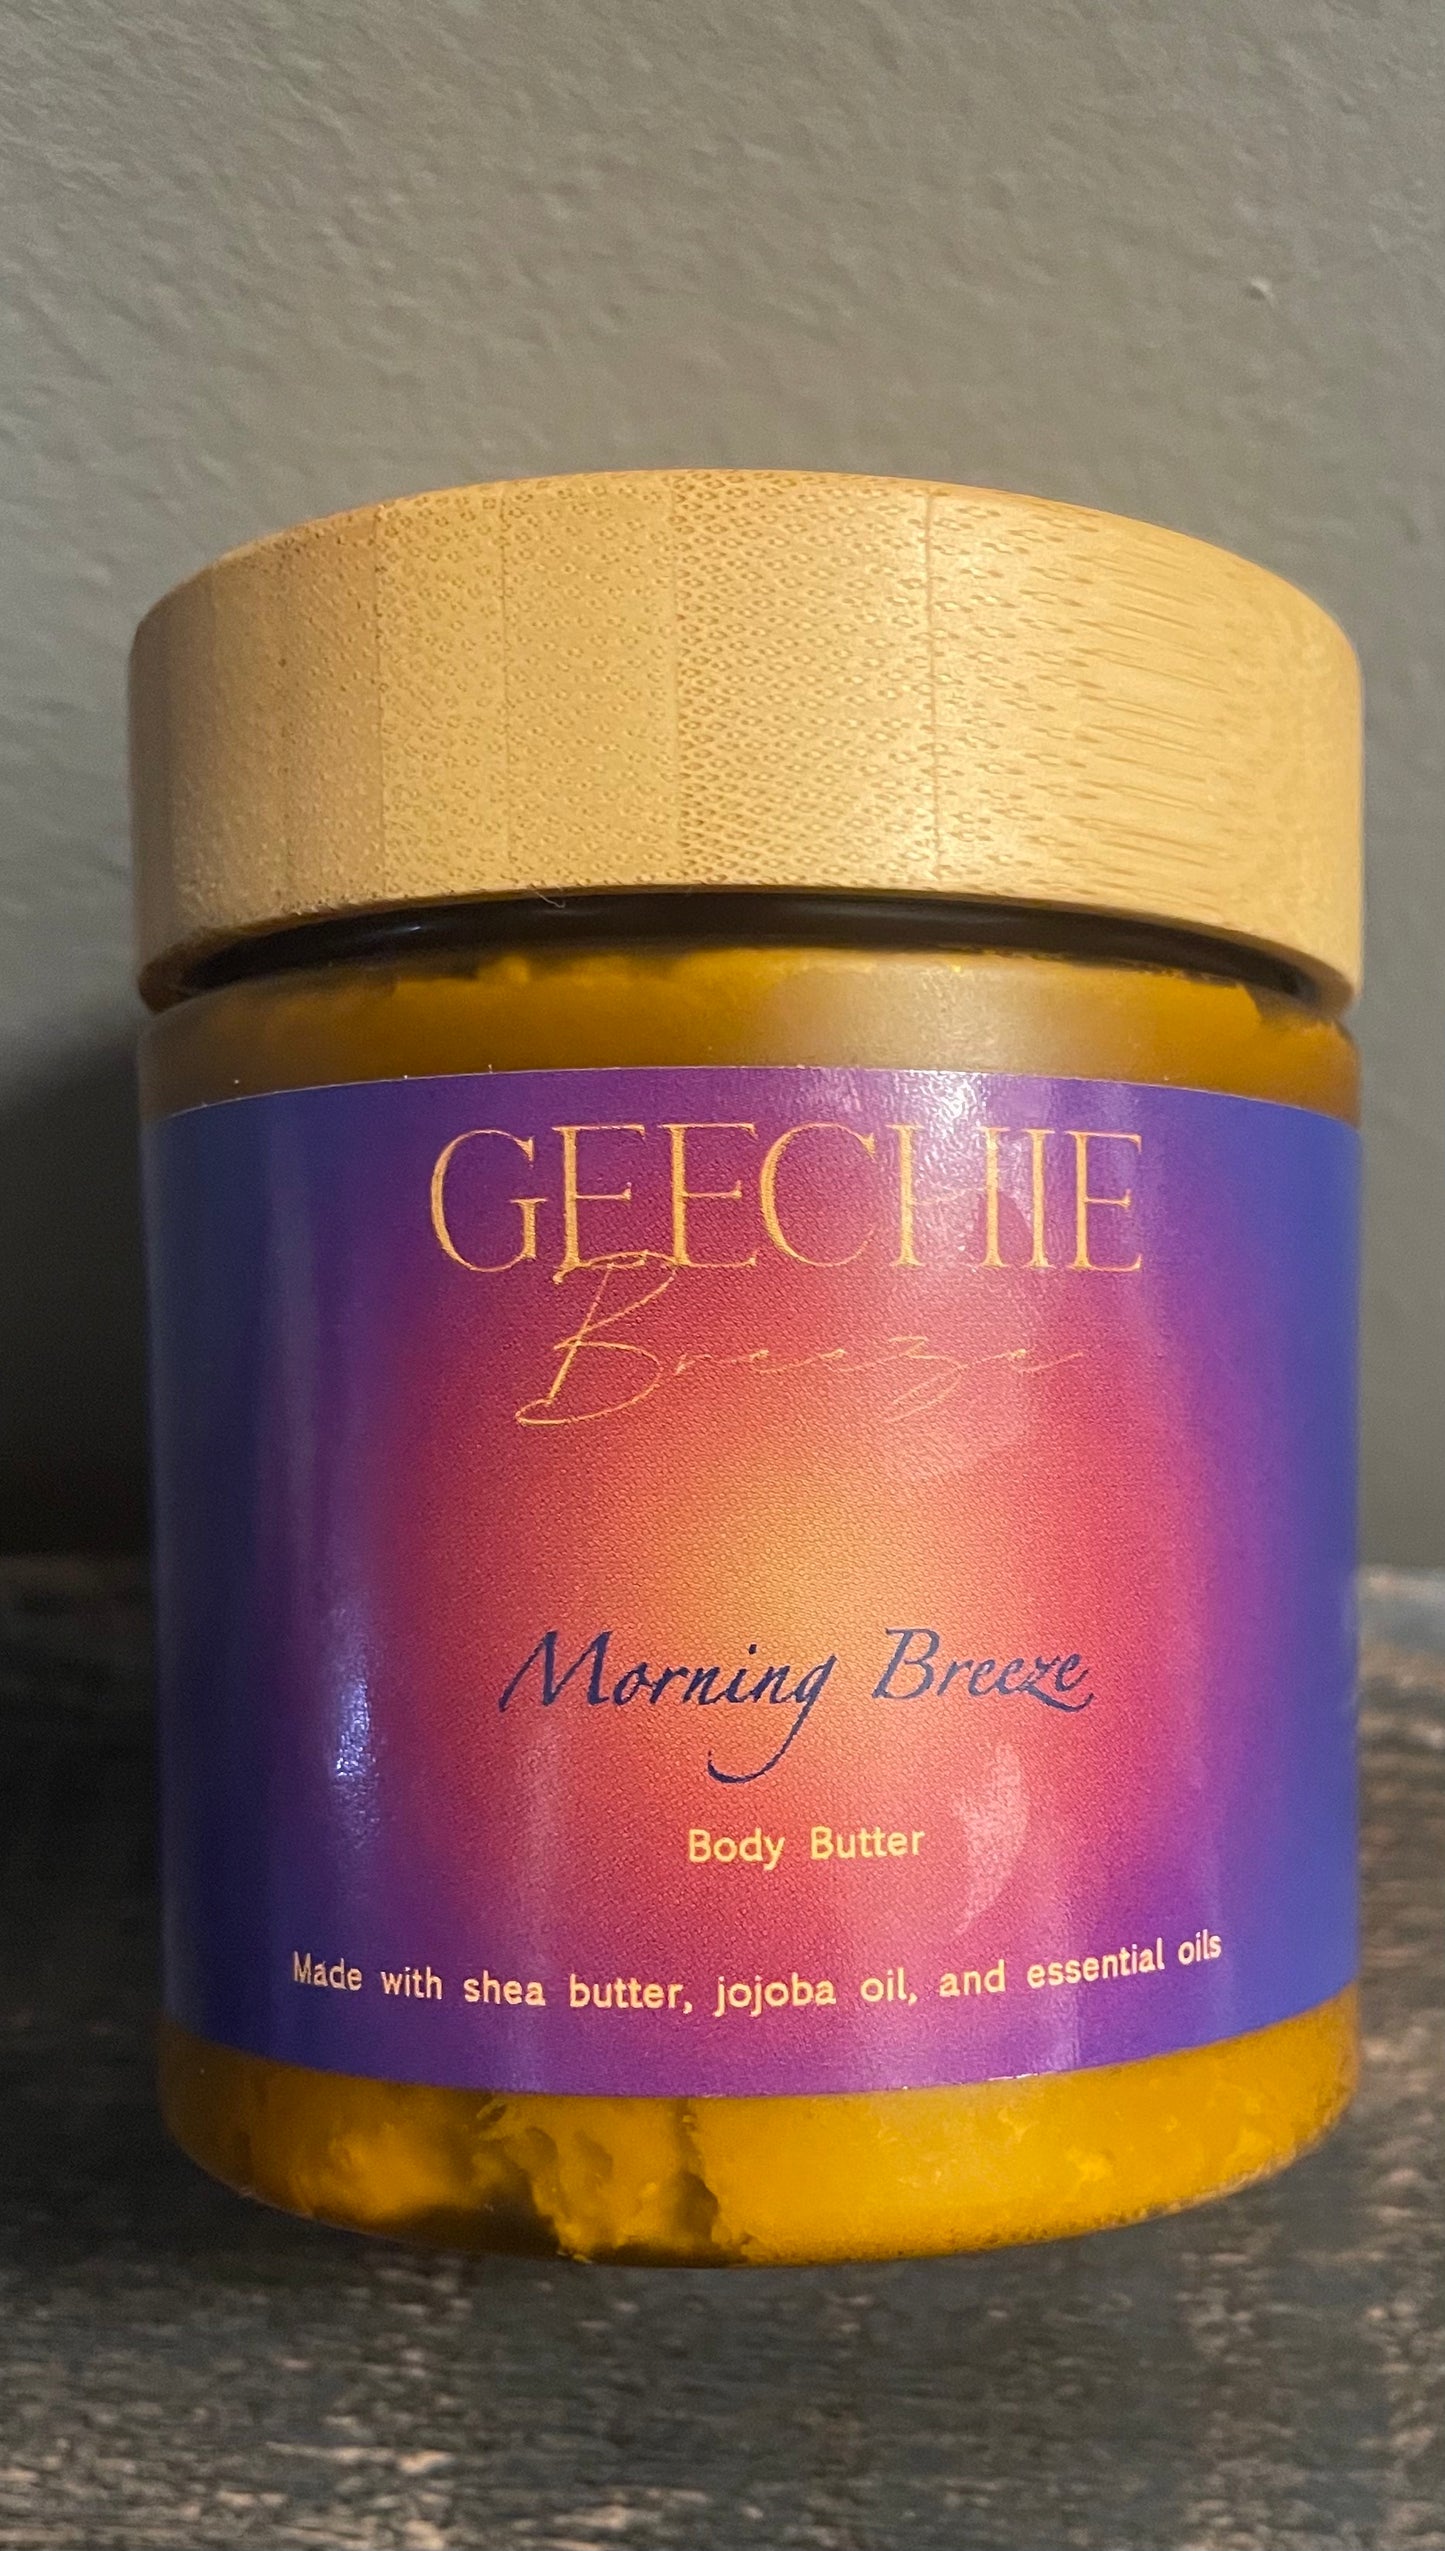 GEECHIE
Breeze
Morning Breeze
Body Butter
Made with shea butter, jojoba oil, and essential oils